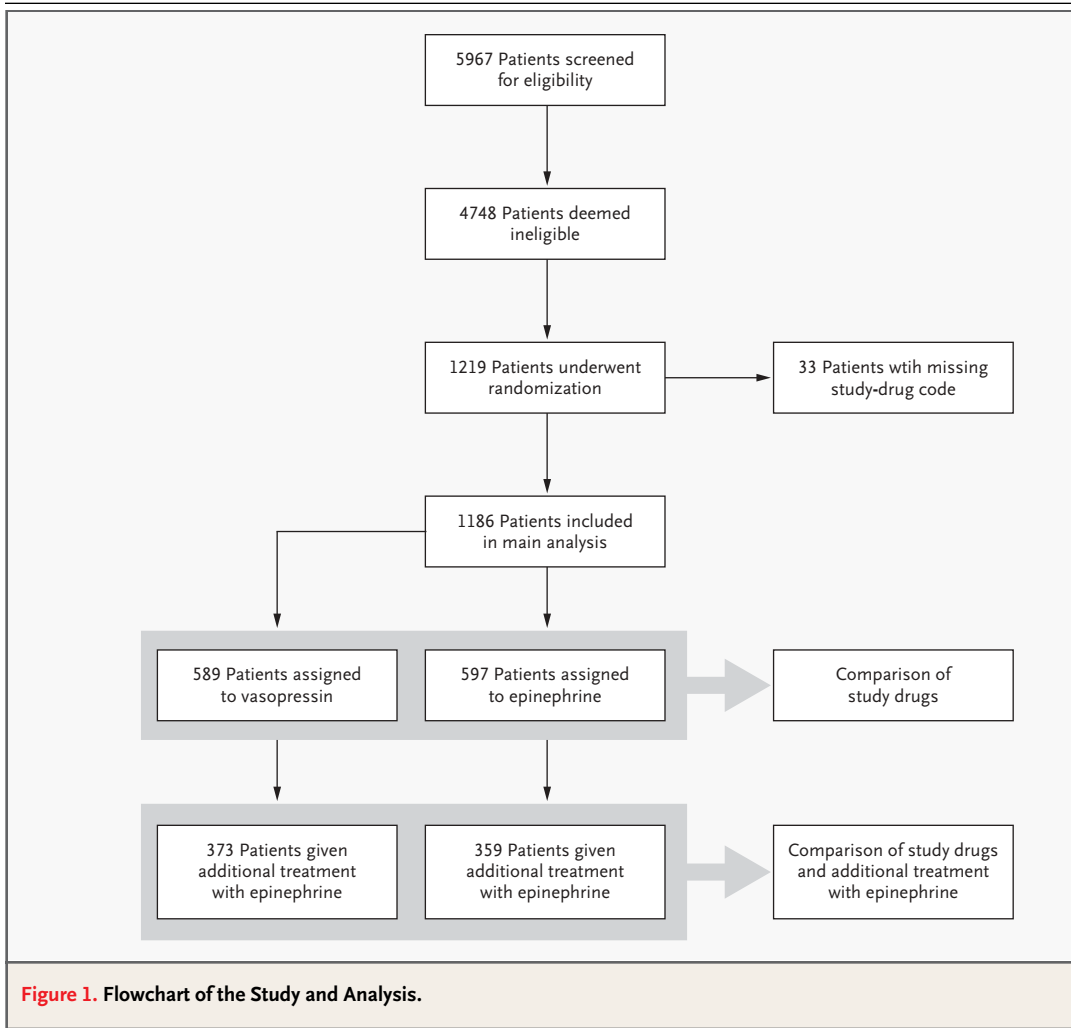 5967 Patients screened
for eligibility
4748 Patients deemed
ineligible
1219 Patients underwent
randomization
33 Patients wtih missing
study-drug code
1186 Patients included
in main analysis
589 Patients assigned
to vasopressin
597 Patients assigned
to epinephrine
Comparison of
study drugs
373 Patients given
additional treatment
with epinephrine
359 Patients given
additional treatment
with epinephrine
Comparison of study drugs
and additional treatment
with epinephrine
Figure 1. Flowchart of the Study and Analysis.